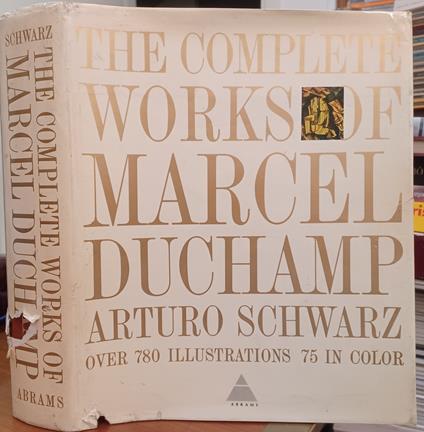 SCHWARZ
THE COMPLETE WORKS OF
MARCEL DUCHAMP
ABRAMS
THE COMPLETE
WORKS OF
MARCEL
DUCHAMP
ARTURO SCHWARZ
OVER 780 ILLUSTRATIONS 75 IN COLOR
ABRAMS